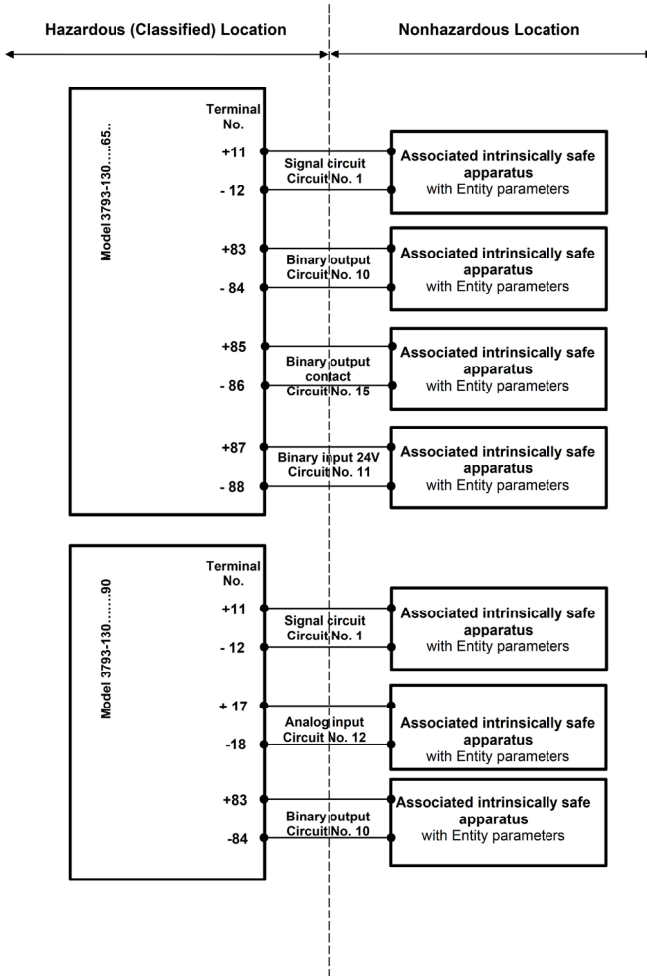 Hazardous (Classified) Location
Nonhazardous Location
Model 3793-130.....65..
Terminal
No.
+11
- 12
Signal circuit
Circuit No. 1
Associated intrinsically safe
apparatus
with Entity parameters
+83
- 84
Binary output
Circuit No. 10
Associated intrinsically safe
apparatus
with Entity parameters
+85
- 86
Binary output
contact
Circuit No. 15
Associated intrinsically safe
apparatus
with Entity parameters
+87
- 88
Binary input 24V
Circuit No. 11
Associated intrinsically safe
apparatus
with Entity parameters
Model 3793-130.......90
Terminal
No.
+11
- 12
Signal circuit
Circuit No. 1
Associated intrinsically safe
apparatus
with Entity parameters
+ 17
-18
Analog input
Circuit No. 12
Associated intrinsically safe
apparatus
with Entity parameters
+83
-84
Binary output
Circuit No. 10
Associated intrinsically safe
apparatus
with Entity parameters